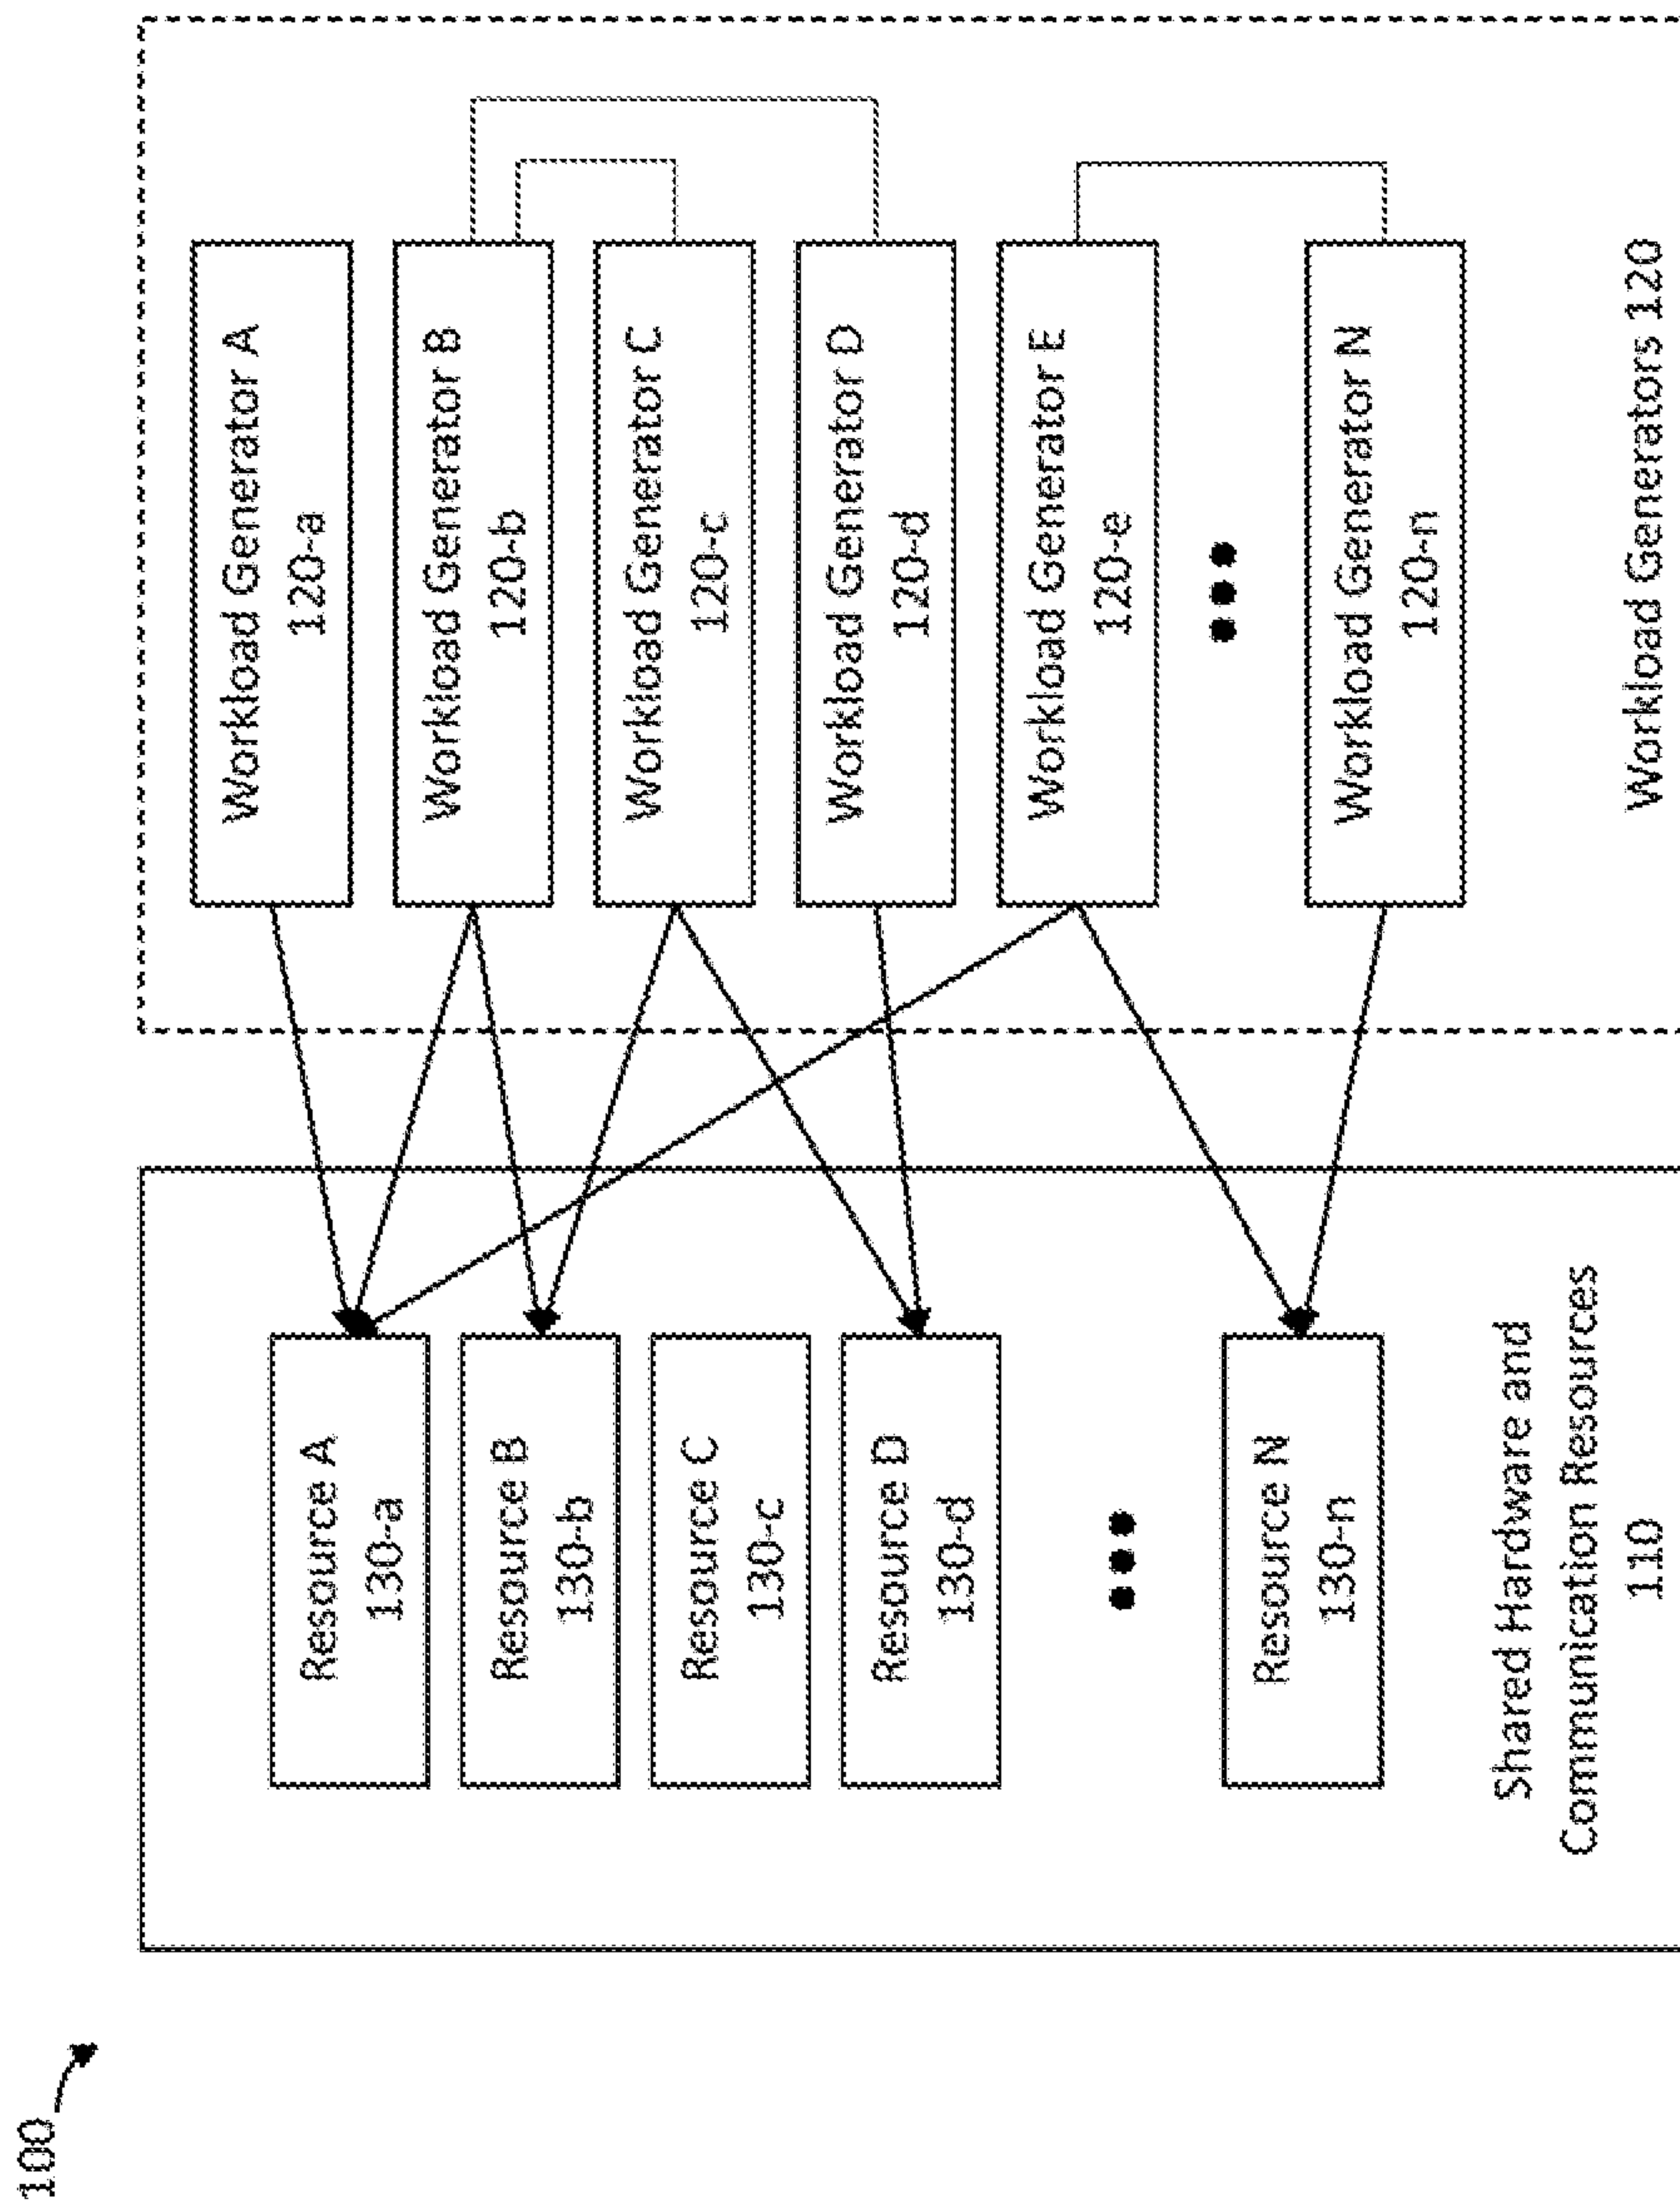 100
Resource A
130-a
Resource B
130-b
Resource C
130-c
Resource D
130-d
Resource N
130-n
Shared Hardware and
Communication Resources
110
Workload Generator A
120-a
Workload Generator B
120-b
Workload Generator C
120-c
Workload Generator D
120-d
Workload Generator E
120-e
Workload Generator N
120-n
Workload Generators 120